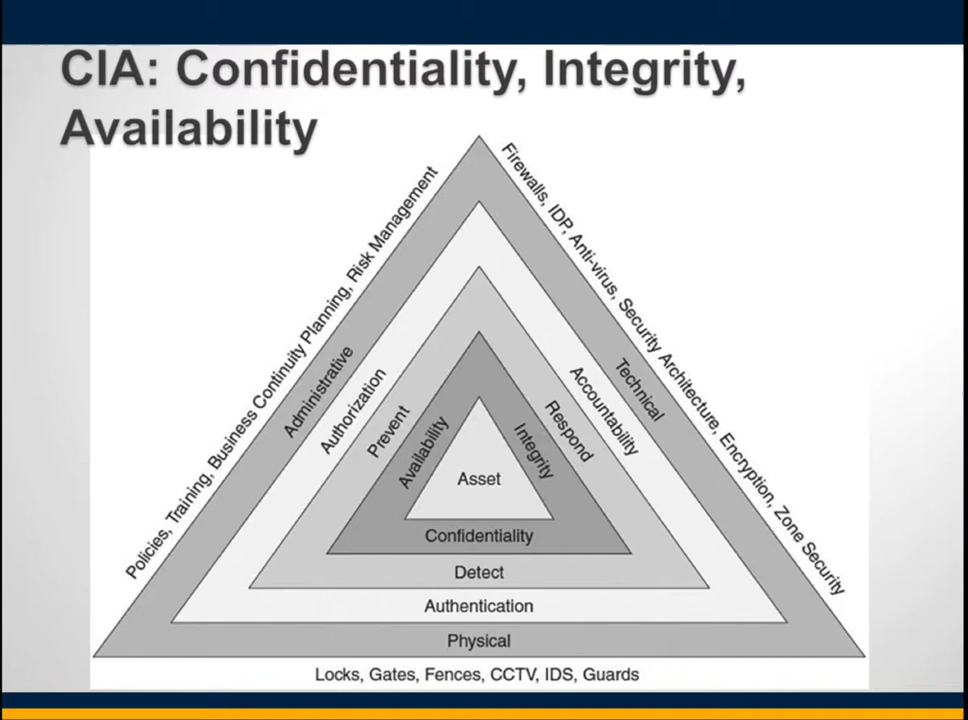 CIA: Confidentiality, Integrity,
Availability
Policies, Training, Business Continuity Planning, Risk Management
Firewalls, IDP, Anti-virus, Security Architecture, Encryption, Zone Security
Administrative
Technical
Authorization
Accountability
Prevent
Respond
Availability
Integrity
Asset
Confidentiality
Detect
Authentication
Physical
Locks, Gates, Fences, CCTV, IDS, Guards